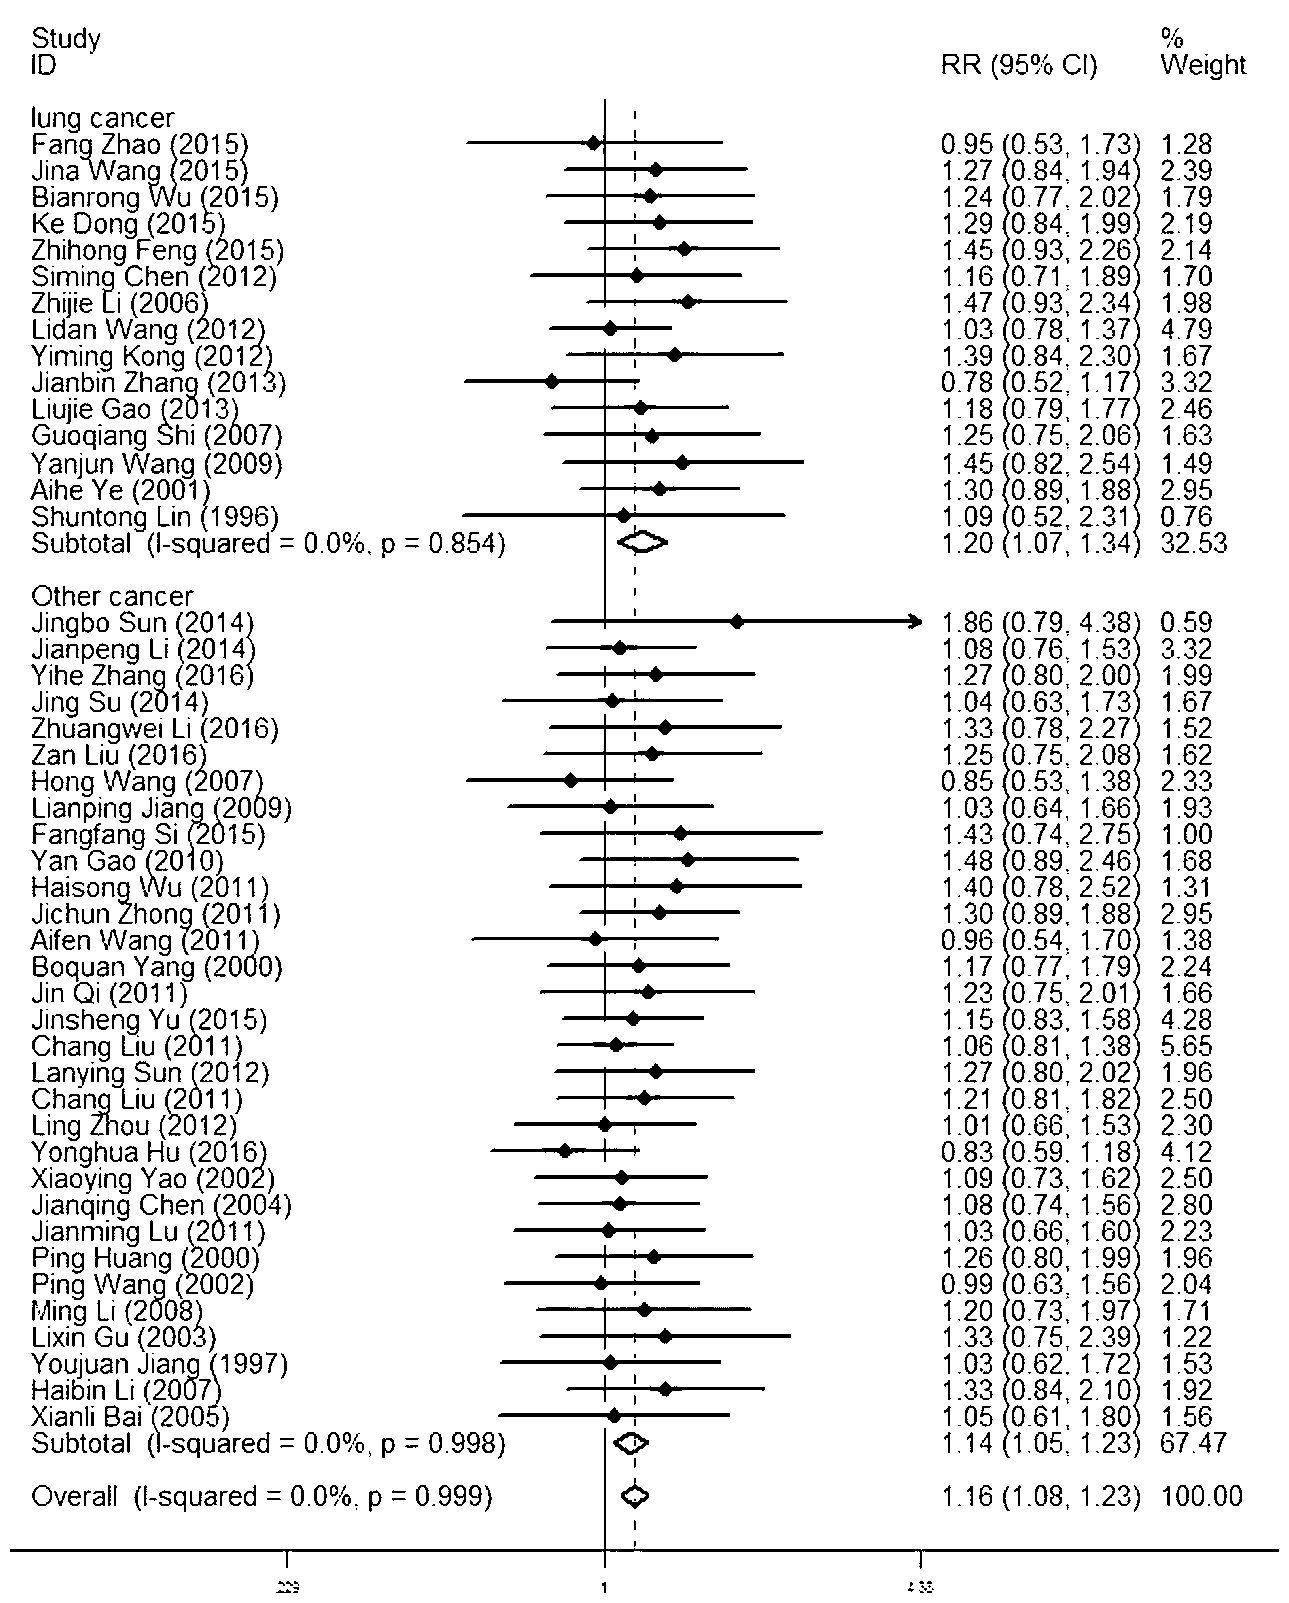 Study
ID
RR (95% CI)
%
Weight
lung cancer
Fang Zhao (2015) 0.95 (0.53, 1.73) 1.28
Jina Wang (2015) 1.27 (0.84, 1.94) 2.39
Bianrong Wu (2015) 1.24 (0.77, 2.02) 1.79
Ke Dong (2015) 1.29 (0.84, 1.99) 2.19
Zhihong Feng (2015) 1.45 (0.93, 2.26) 2.14
Siming Chen (2012) 1.16 (0.71, 1.89) 1.70
Zhijie Li (2006) 1.47 (0.93, 2.34) 1.98
Lidan Wang (2012) 1.03 (0.78, 1.37) 4.79
Yiming Kong (2012) 1.39 (0.84, 2.30) 1.67
Jianbin Zhang (2013) 0.78 (0.52, 1.17) 3.32
Liujie Gao (2013) 1.18 (0.79, 1.77) 2.46
Guoqiang Shi (2007) 1.25 (0.75, 2.06) 1.63
Yanjun Wang (2009) 1.45 (0.82, 2.54) 1.49
Aihe Ye (2001) 1.30 (0.89, 1.88) 2.95
Shuntong Lin (1996) 1.09 (0.52, 2.31) 0.76
Subtotal (I-squared = 0.0%, p = 0.854) 1.20 (1.07, 1.34) 32.53
Other cancer
Jingbo Sun (2014) 1.86 (0.79, 4.38) 0.59
Jianpeng Li (2014) 1.08 (0.76, 1.53) 3.32
Yihe Zhang (2016) 1.27 (0.80, 2.00) 1.99
Jing Su (2014) 1.04 (0.63, 1.73) 1.67
Zhuangwei Li (2016) 1.33 (0.78, 2.27) 1.52
Zan Liu (2016) 1.25 (0.75, 2.08) 1.62
Hong Wang (2007) 0.85 (0.53, 1.38) 2.33
Lianping Jiang (2009) 1.03 (0.64, 1.66) 1.93
Fangfang Si (2015) 1.43 (0.74, 2.75) 1.00
Yan Gao (2010) 1.48 (0.89, 2.46) 1.68
Haisong Wu (2011) 1.40 (0.78, 2.52) 1.31
Jichun Zhong (2011) 1.30 (0.89, 1.88) 2.95
Aifen Wang (2011) 0.96 (0.54, 1.70) 1.38
Boquan Yang (2000) 1.17 (0.77, 1.79) 2.24
Jin Qi (2011) 1.23 (0.75, 2.01) 1.66
Jinsheng Yu (2015) 1.15 (0.83, 1.58) 4.28
Chang Liu (2011) 1.06 (0.81, 1.38) 5.65
Lanying Sun (2012) 1.27 (0.80, 2.02) 1.96
Chang Liu (2011) 1.21 (0.81, 1.82) 2.50
Ling Zhou (2012) 1.01 (0.66, 1.53) 2.30
Yonghua Hu (2016) 0.83 (0.59, 1.18) 4.12
Xiaoying Yao (2002) 1.09 (0.73, 1.62) 2.50
Jianqing Chen (2004) 1.08 (0.74, 1.56) 2.80
Jianming Lu (2011) 1.03 (0.66, 1.60) 2.23
Ping Huang (2000) 1.26 (0.80, 1.99) 1.96
Ping Wang (2002) 0.99 (0.63, 1.56) 2.04
Ming Li (2008) 1.20 (0.73, 1.97) 1.71
Lixin Gu (2003) 1.33 (0.75, 2.39) 1.22
Youjuan Jiang (1997) 1.03 (0.62, 1.72) 1.53
Haibin Li (2007) 1.33 (0.84, 2.10) 1.92
Xianli Bai (2005) 1.05 (0.61, 1.80) 1.56
Subtotal (I-squared = 0.0%, p = 0.998) 1.14 (1.05, 1.23) 67.47
Overall (I-squared = 0.0%, p = 0.999) 1.16 (1.08, 1.23) 100.00
.229 1 4.38